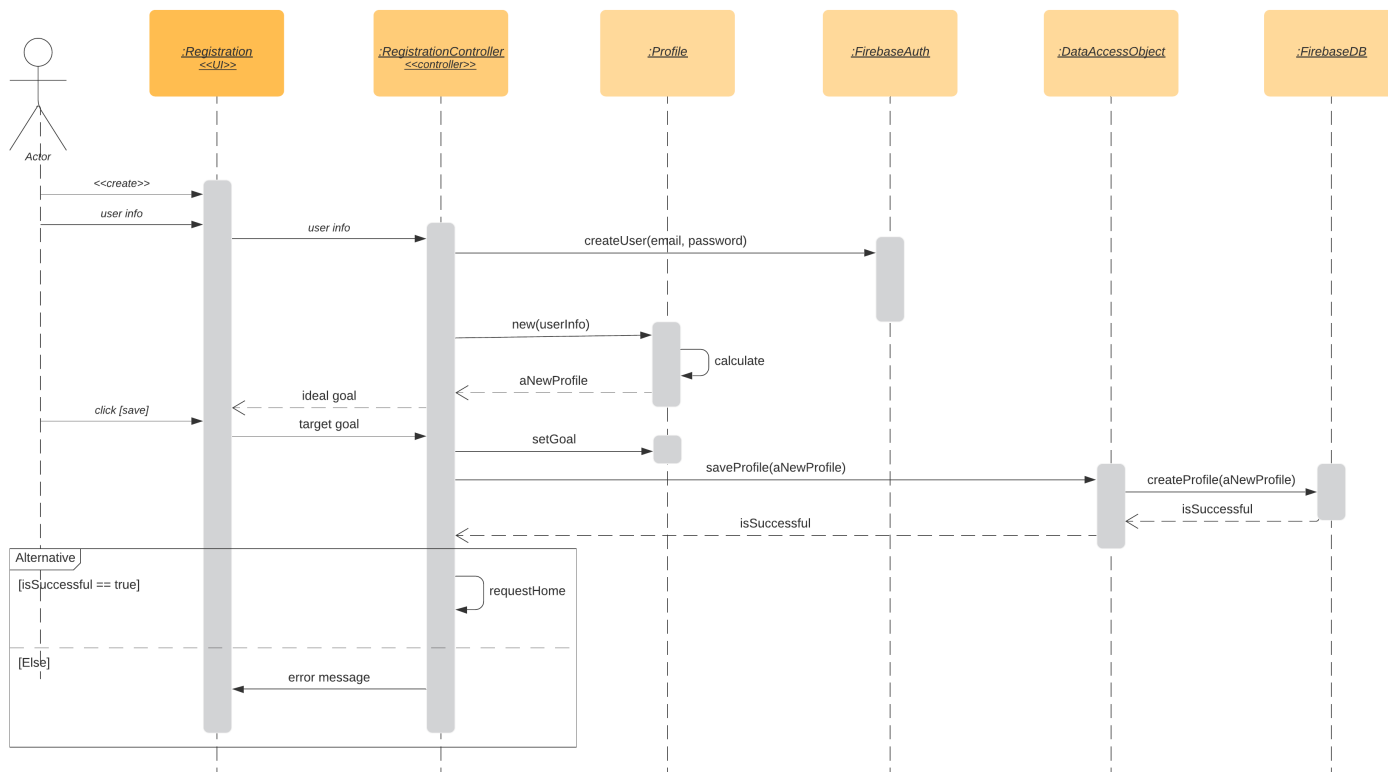 :Registration
<<UI>>
:RegistrationController
<<controller>>
:Profile
:FirebaseAuth
:DataAccessObject
:FirebaseDB
Actor
<<create>>
user info
user info
createUser(email, password)
new(userInfo)
calculate
aNewProfile
ideal goal
click [save]
target goal
setGoal
saveProfile(aNewProfile)
createProfile(aNewProfile)
isSuccessful
isSuccessful
Alternative
[isSuccessful == true]
requestHome
[Else]
error message